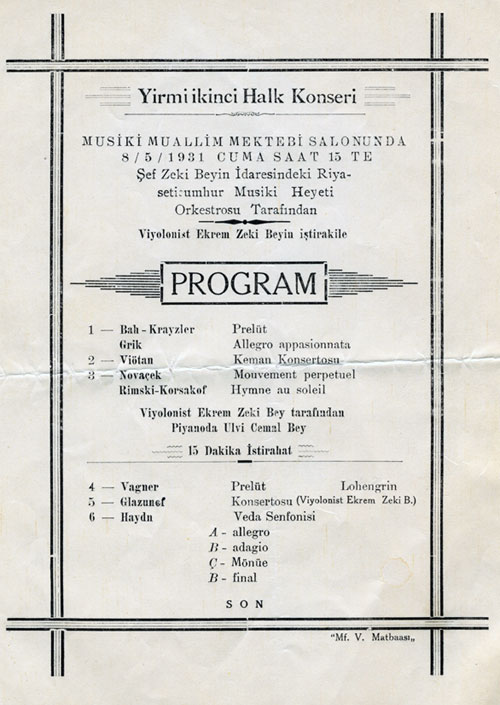 Yirmi ikinci Halk Konseri
MUSİKİ MUALLİM MEKTEBİ SALONUNDA
8/5/1931 CUMA SAAT 15 TE
Şef Zeki Beyin İdaresindeki Riya-
seticumhur Musiki Heyeti
Orkestrosu Tarafından
Viyolonist Ekrem Zeki Beyin iştirakile
PROGRAM
1 — Bah - Krayzler Prelüt
Grik Allegro appasionnata
2 — Viötan Keman Konsertosu
3 — Novaçek Mouvement perpetuel
Rimski-Korsakof Hymne au soleil
Viyolonist Ekrem Zeki Bey tarafından
Piyanoda Ulvi Cemal Bey
15 Dakika İstirahat
4 — Vagner Prelüt Lohengrin
5 — Glazunef Konsertosu (Viyolonist Ekrem Zeki B.)
6 — Haydn Veda Senfonisi
A - allegro
B - adagio
Ç - Mönüe
B - final
SON
"Mf. V. Matbaası„